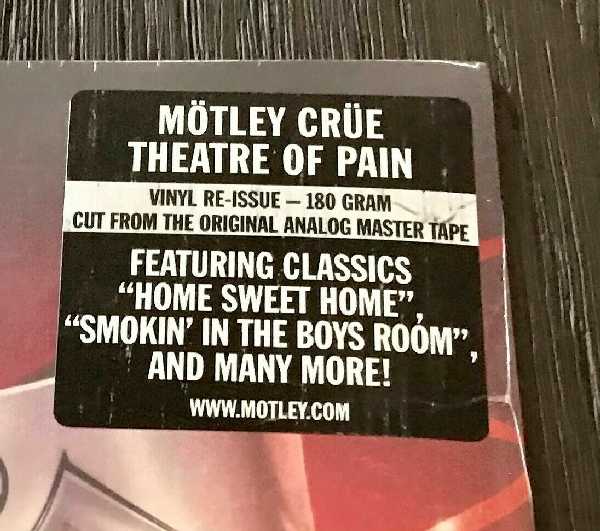 MÖTLEY CRÜE
THEATRE OF PAIN
VINYL RE-ISSUE – 180 GRAM
CUT FROM THE ORIGINAL ANALOG MASTER TAPE
FEATURING CLASSICS
“HOME SWEET HOME”,
“SMOKIN’ IN THE BOYS ROOM”,
AND MANY MORE!
WWW.MOTLEY.COM